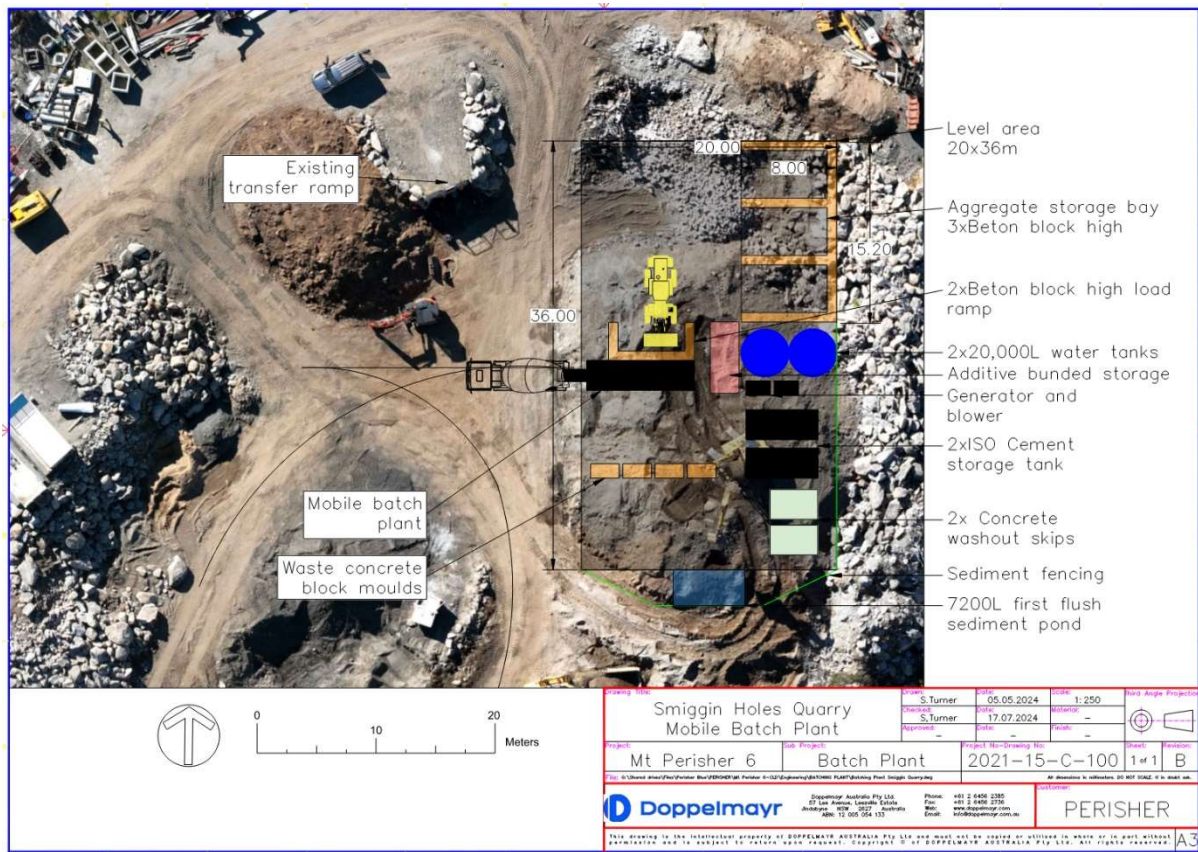 Existing
transfer ramp
20.00
8.00
15.20
36.00
Level area
20x36m
Aggregate storage bay
3xBeton block high
2xBeton block high load
ramp
2x20,000L water tanks
Additive bunded storage
Generator and
blower
2xISO Cement
storage tank
2x Concrete
washout skips
Sediment fencing
7200L first flush
sediment pond
Mobile batch
plant
Waste concrete
block moulds
0 10 20 Meters
Drawing Title:
Smiggin Holes Quarry
Mobile Batch Plant
Drawn: S.Turner Date: 05.05.2024 Scale: 1:250
Checked: S,Turner Date: 17.07.2024 Material: -
Approved: - Date: - Finish: -
Third Angle Projection
Project: Mt Perisher 6 Sub Project: Batch Plant Project No-Drawing No: 2021-15-C-100 Sheet: 1 of 1 Revision: B
All dimensions in millimeters. DO NOT SCALE. If in doubt ask.
Doppelmayr
Doppelmayr Australia Pty Ltd
57 Lee Avenue, Leesville Estate
Jindabyne NSW 2627 Australia
ABN: 12 005 054 133
Phone: +61 2 6456 2385
Fax: +61 2 6456 2736
Web: www.doppelmayr.com
Email: info@doppelmayr.com.au
Customer:
PERISHER
This drawing is the intellectual property of DOPPELMAYR AUSTRALIA Pty Ltd and must not be copied or utilised in whole or in part without
permission and is subject to return upon request. Copyright © of DOPPELMAYR AUSTRALIA Pty Ltd. All rights reserved.
A3